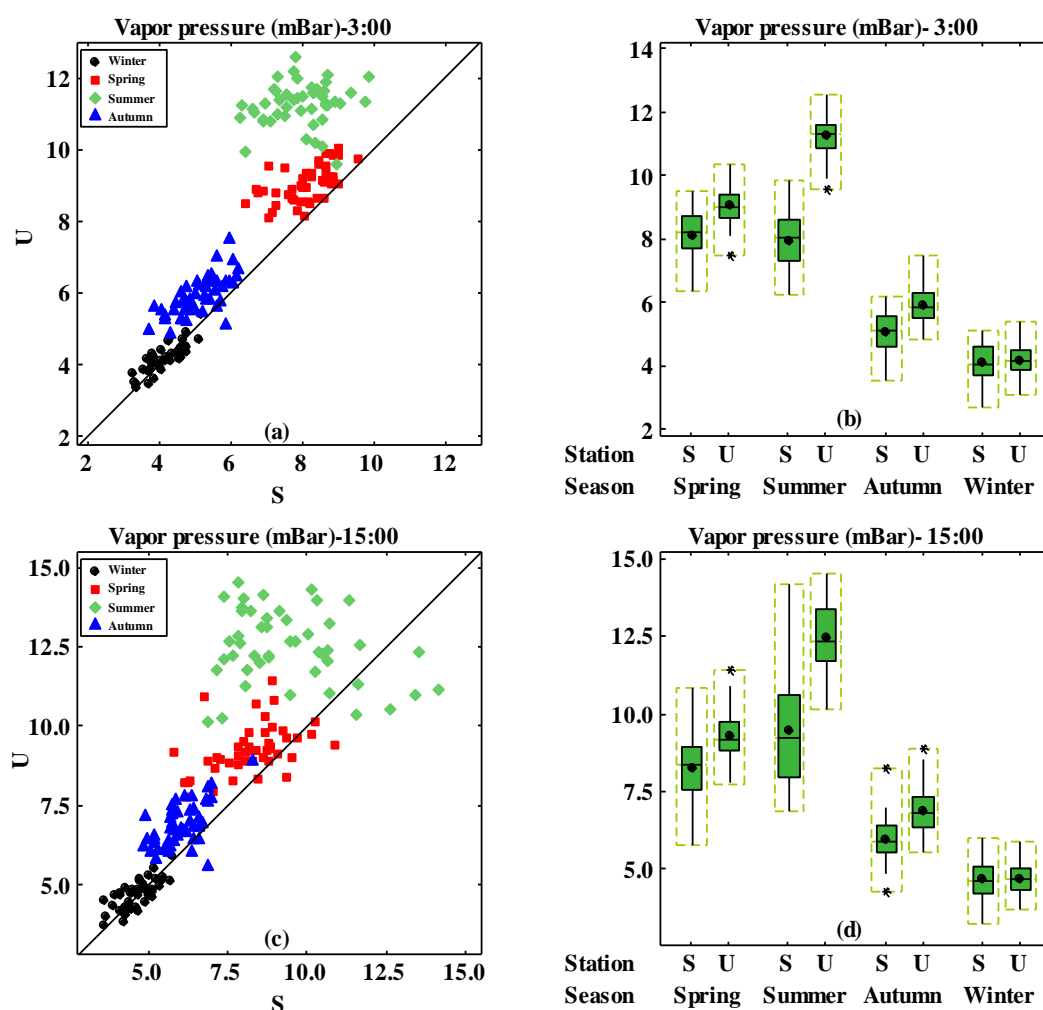 Vapor pressure (mBar)-3:00
12
10
8
6
4
2
U
Winter
Spring
Summer
Autumn
(a)
2 4 6 8 10 12
S
Vapor pressure (mBar)- 3:00
14
12
10
8
6
4
2
(b)
Station S U S U S U S U
Season Spring Summer Autumn Winter
Vapor pressure (mBar)-15:00
15.0
12.5
10.0
7.5
5.0
U
Winter
Spring
Summer
Autumn
(c)
5.0 7.5 10.0 12.5 15.0
S
Vapor pressure (mBar)- 15:00
15.0
12.5
10.0
7.5
5.0
(d)
Station S U S U S U S U
Season Spring Summer Autumn Winter